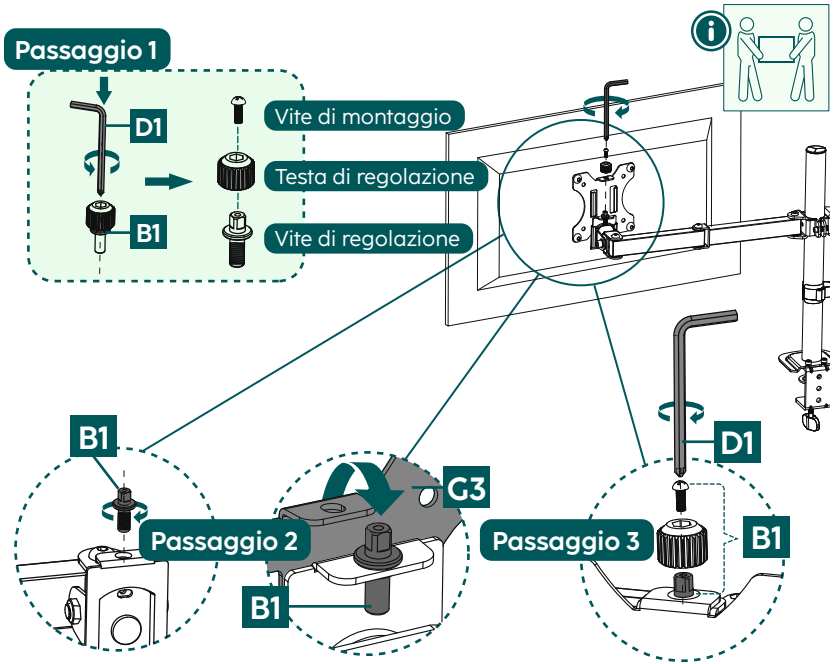 Passaggio 1
D1
B1
Vite di montaggio
Testa di regolazione
Vite di regolazione
i
B1
Passaggio 2
G3
B1
Passaggio 3
D1
B1